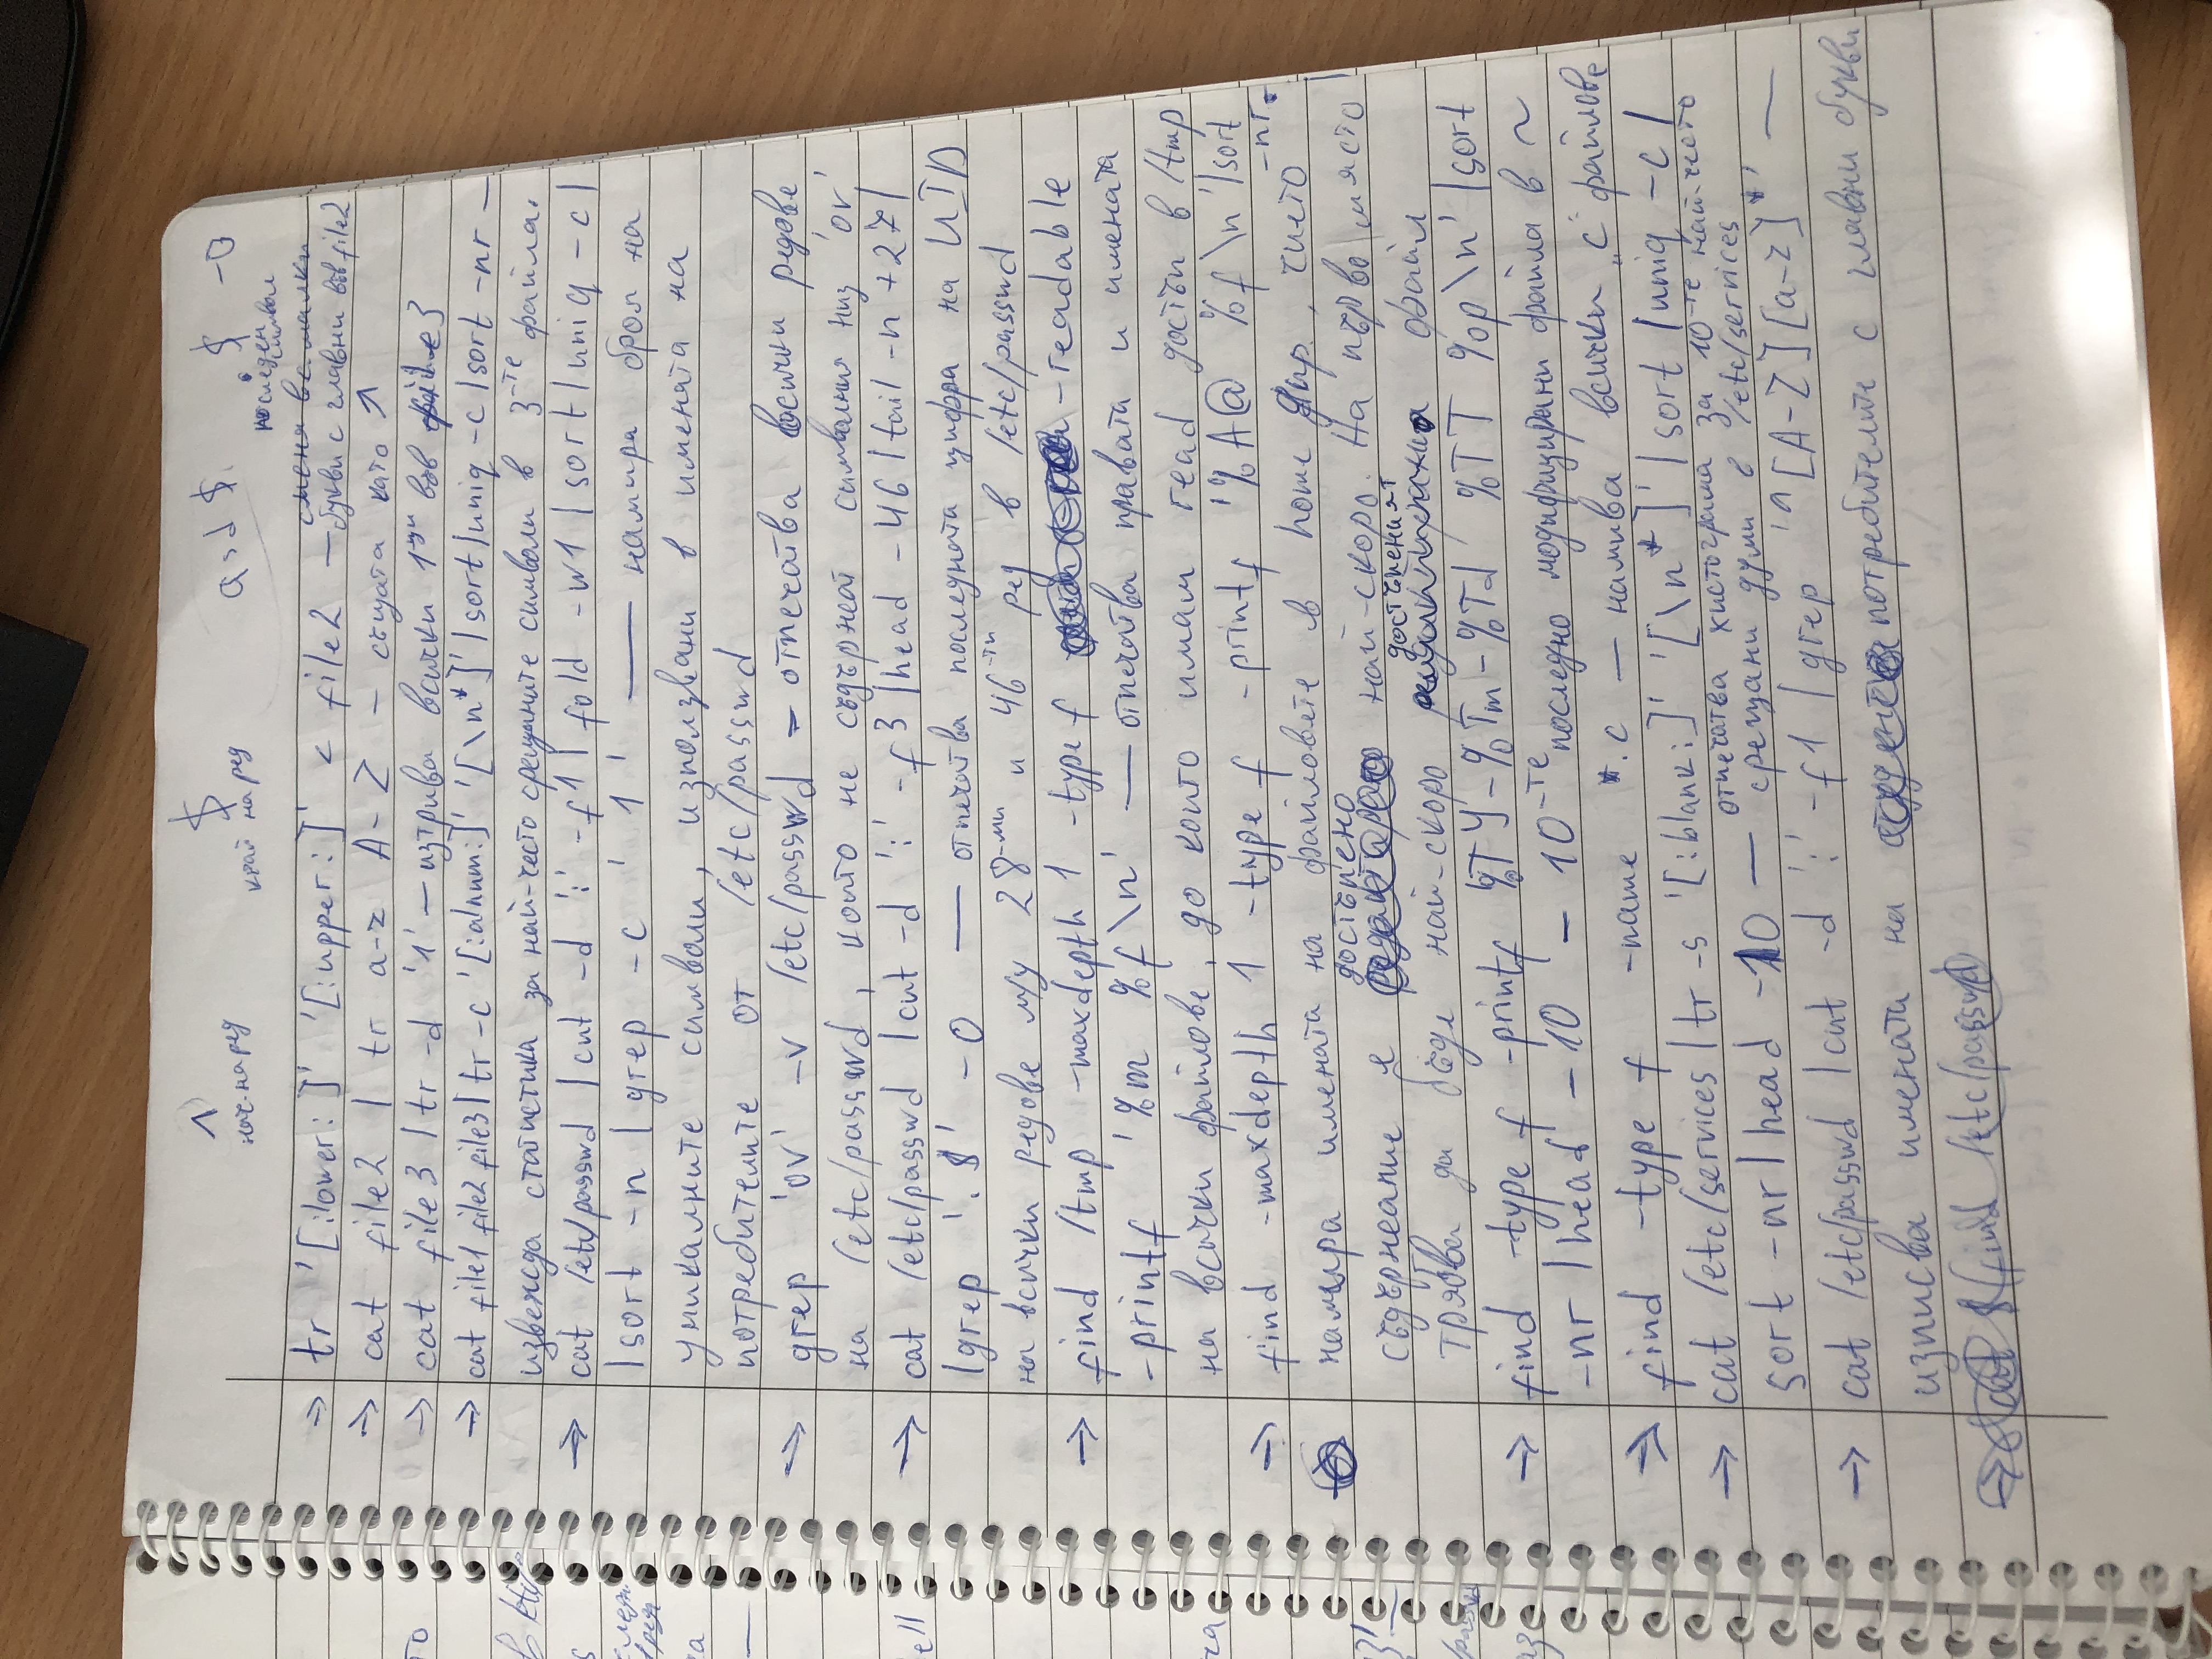 ^ $ asd $. .$ -o
нач. на ред край на ред последен символ
сменя вс. малки
→ tr '[:lower:]' '[:upper:]' < file2 — букви с главни във file2
→ cat file2 | tr a-z A-Z — същата като ↑
→ cat file3 | tr -d '1' — изтрива всички 1-ци във file3
→ cat file1 file2 file3 | tr -c '[:alnum:]' '[\n*]' | sort | uniq -c | sort -nr —
извежда статистика за най-често срещаните символи в 3-те файла.
→ cat /etc/passwd | cut -d ':' -f1 | fold -w1 | sort | uniq -c |
| sort -n | grep -c ' 1 ' — намира броя на
уникалните символи, използвани в имената на
потребителите от /etc/passwd
→ grep 'ov' -v /etc/passwd — отпечатва всички редове
на /etc/passwd, които не съдържат символния низ 'ov'
→ cat /etc/passwd | cut -d ':' -f3 | head -46 | tail -n +27 |
| grep '.$' -o — отпечатва последната цифра на UID
на всички редове м/у 28-ми и 46-ти ред в /etc/passwd
→ find /tmp -maxdepth 1 -type f -readable
-printf '%m %f\n' — отпечатва правата и имената
на всички файлове, до които имам read достъп в /tmp
→ find -maxdepth 1 -type f -printf '%A@ %f\n' | sort
-nr.
намира имената на файловете в home дир, чието
достъпено
съдържание е най-скоро. На първо място
достъпеният
трябва да бъде най-скоро файл
→ find -type f -printf '%TY-%Tm-%Td %TT %p\n' | sort
-nr | head -10 — 10-те последно модифицирани файла в ~
→ find -type f -name *.c — намива всички "c" файлове
→ cat /etc/services | tr -s '[:blank:]' '[\n*]' | sort | uniq -c |
отпечатва хистограма за 10-те най-често
sort -nr | head -10 — срещани думи в /etc/services
→ cat /etc/passwd | cut -d ':' -f1 | grep '^[A-Z][a-z]*' —
изписва имената на потребителите с главни букви
→ cat $(find /etc/passwd